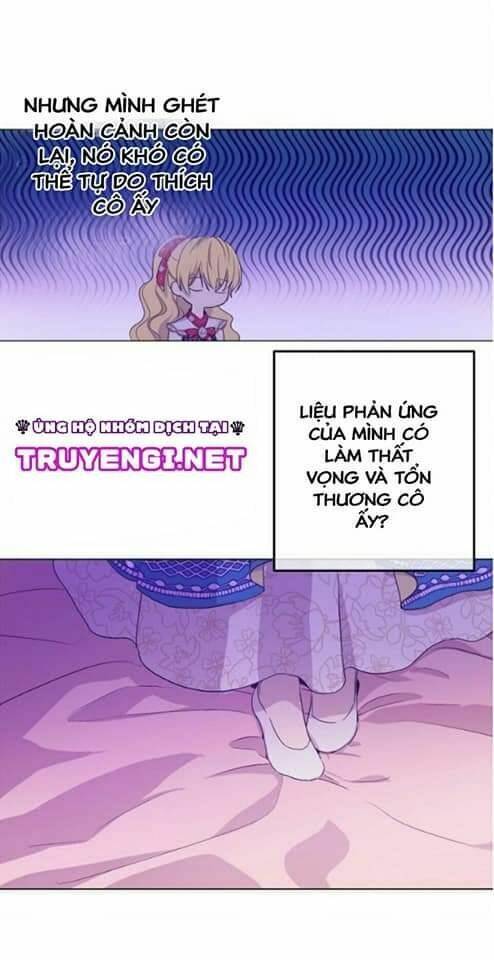 NHƯNG MÌNH GHÉT
HOÀN CẢNH CÒN
LẠI, NÓ KHÓ CÓ
THỂ TỰ DO THÍCH
CÔ ẤY
LIỆU PHẢN ỨNG
CỦA MÌNH CÓ
LÀM THẤT
VỌNG VÀ TỔN
THƯƠNG CÔ
ẤY?
ỦNG HỘ NHÓM DỊCH TẠI
TRUYENGI.NET